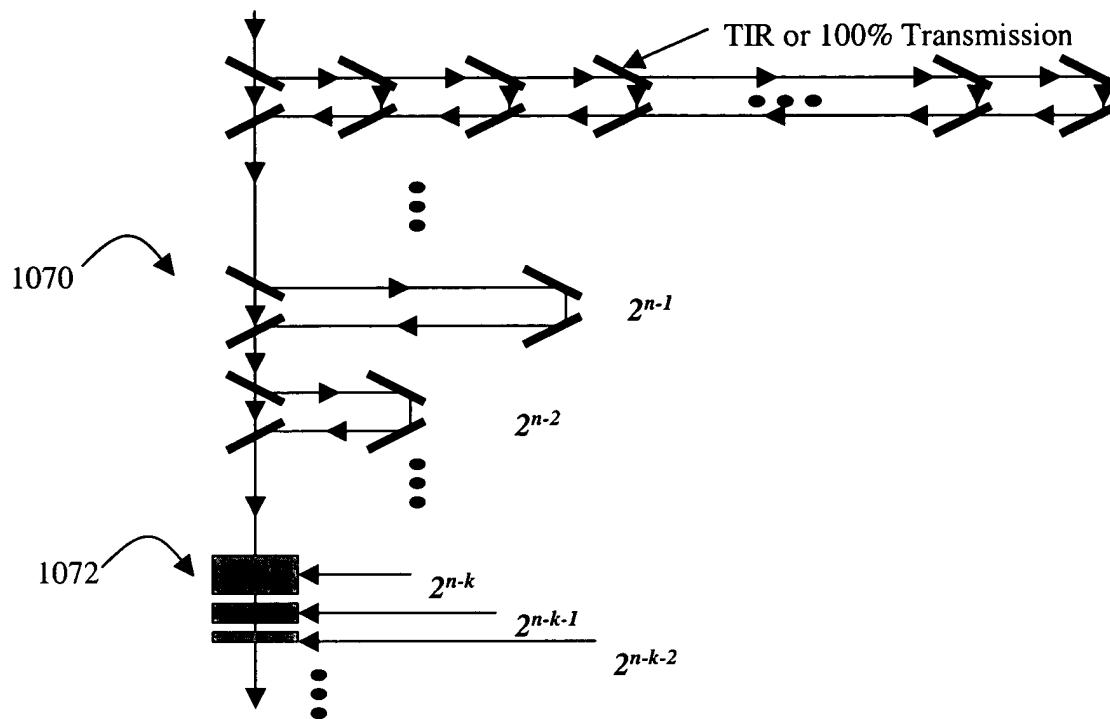 TIR or 100% Transmission
1070
2^{n-1}
2^{n-2}
1072
2^{n-k}
2^{n-k-1}
2^{n-k-2}